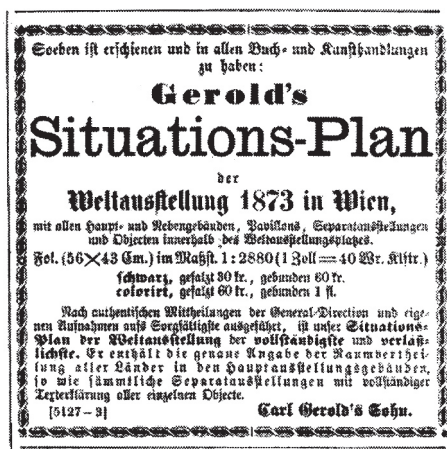 Soeben ist erschienen und in allen Buch- und Kunsthandlungen
zu haben:
Gerold's
Situations-Plan
der
Weltausstellung 1873 in Wien,
mit allen Haupt- und Nebengebäuden, Pavillons, Separatausstellungen
und Objecten innerhalb des Weltausstellungsplatzes.
Fol. (56×43 Cm.) im Maßst. 1:2880 (1 Zoll=40 Wr. Klftr.)
schwarz, gefalzt 30 kr., gebunden 60 kr.
colorirt, gefalzt 60 kr., gebunden 1 fl.
Nach authentischen Mittheilungen der General-Direction und eige-
nen Aufnahmen aufs Sorgfältigste ausgeführt, ist unser Situations-
Plan der Weltausstellung der vollständigste und verläß-
lichste. Er enthält die genaue Angabe der Raumverthei-
lung aller Länder in den Hauptausstellungsgebäuden,
so wie sämmtliche Separatausstellungen mit vollständiger
Texterklärung aller einzelnen Objecte.
[5127-3] Carl Gerold's Sohn.